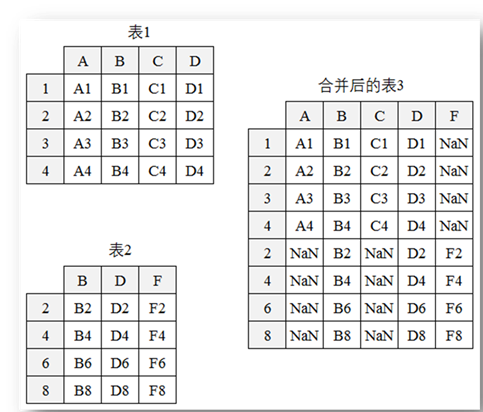 表1
A B C D
1 A1 B1 C1 D1
2 A2 B2 C2 D2
3 A3 B3 C3 D3
4 A4 B4 C4 D4
表2
B D F
2 B2 D2 F2
4 B4 D4 F4
6 B6 D6 F6
8 B8 D8 F8
合并后的表3
A B C D F
1 A1 B1 C1 D1 NaN
2 A2 B2 C2 D2 NaN
3 A3 B3 C3 D3 NaN
4 A4 B4 C4 D4 NaN
2 NaN B2 NaN D2 F2
4 NaN B4 NaN D4 F4
6 NaN B6 NaN D6 F6
8 NaN B8 NaN D8 F8